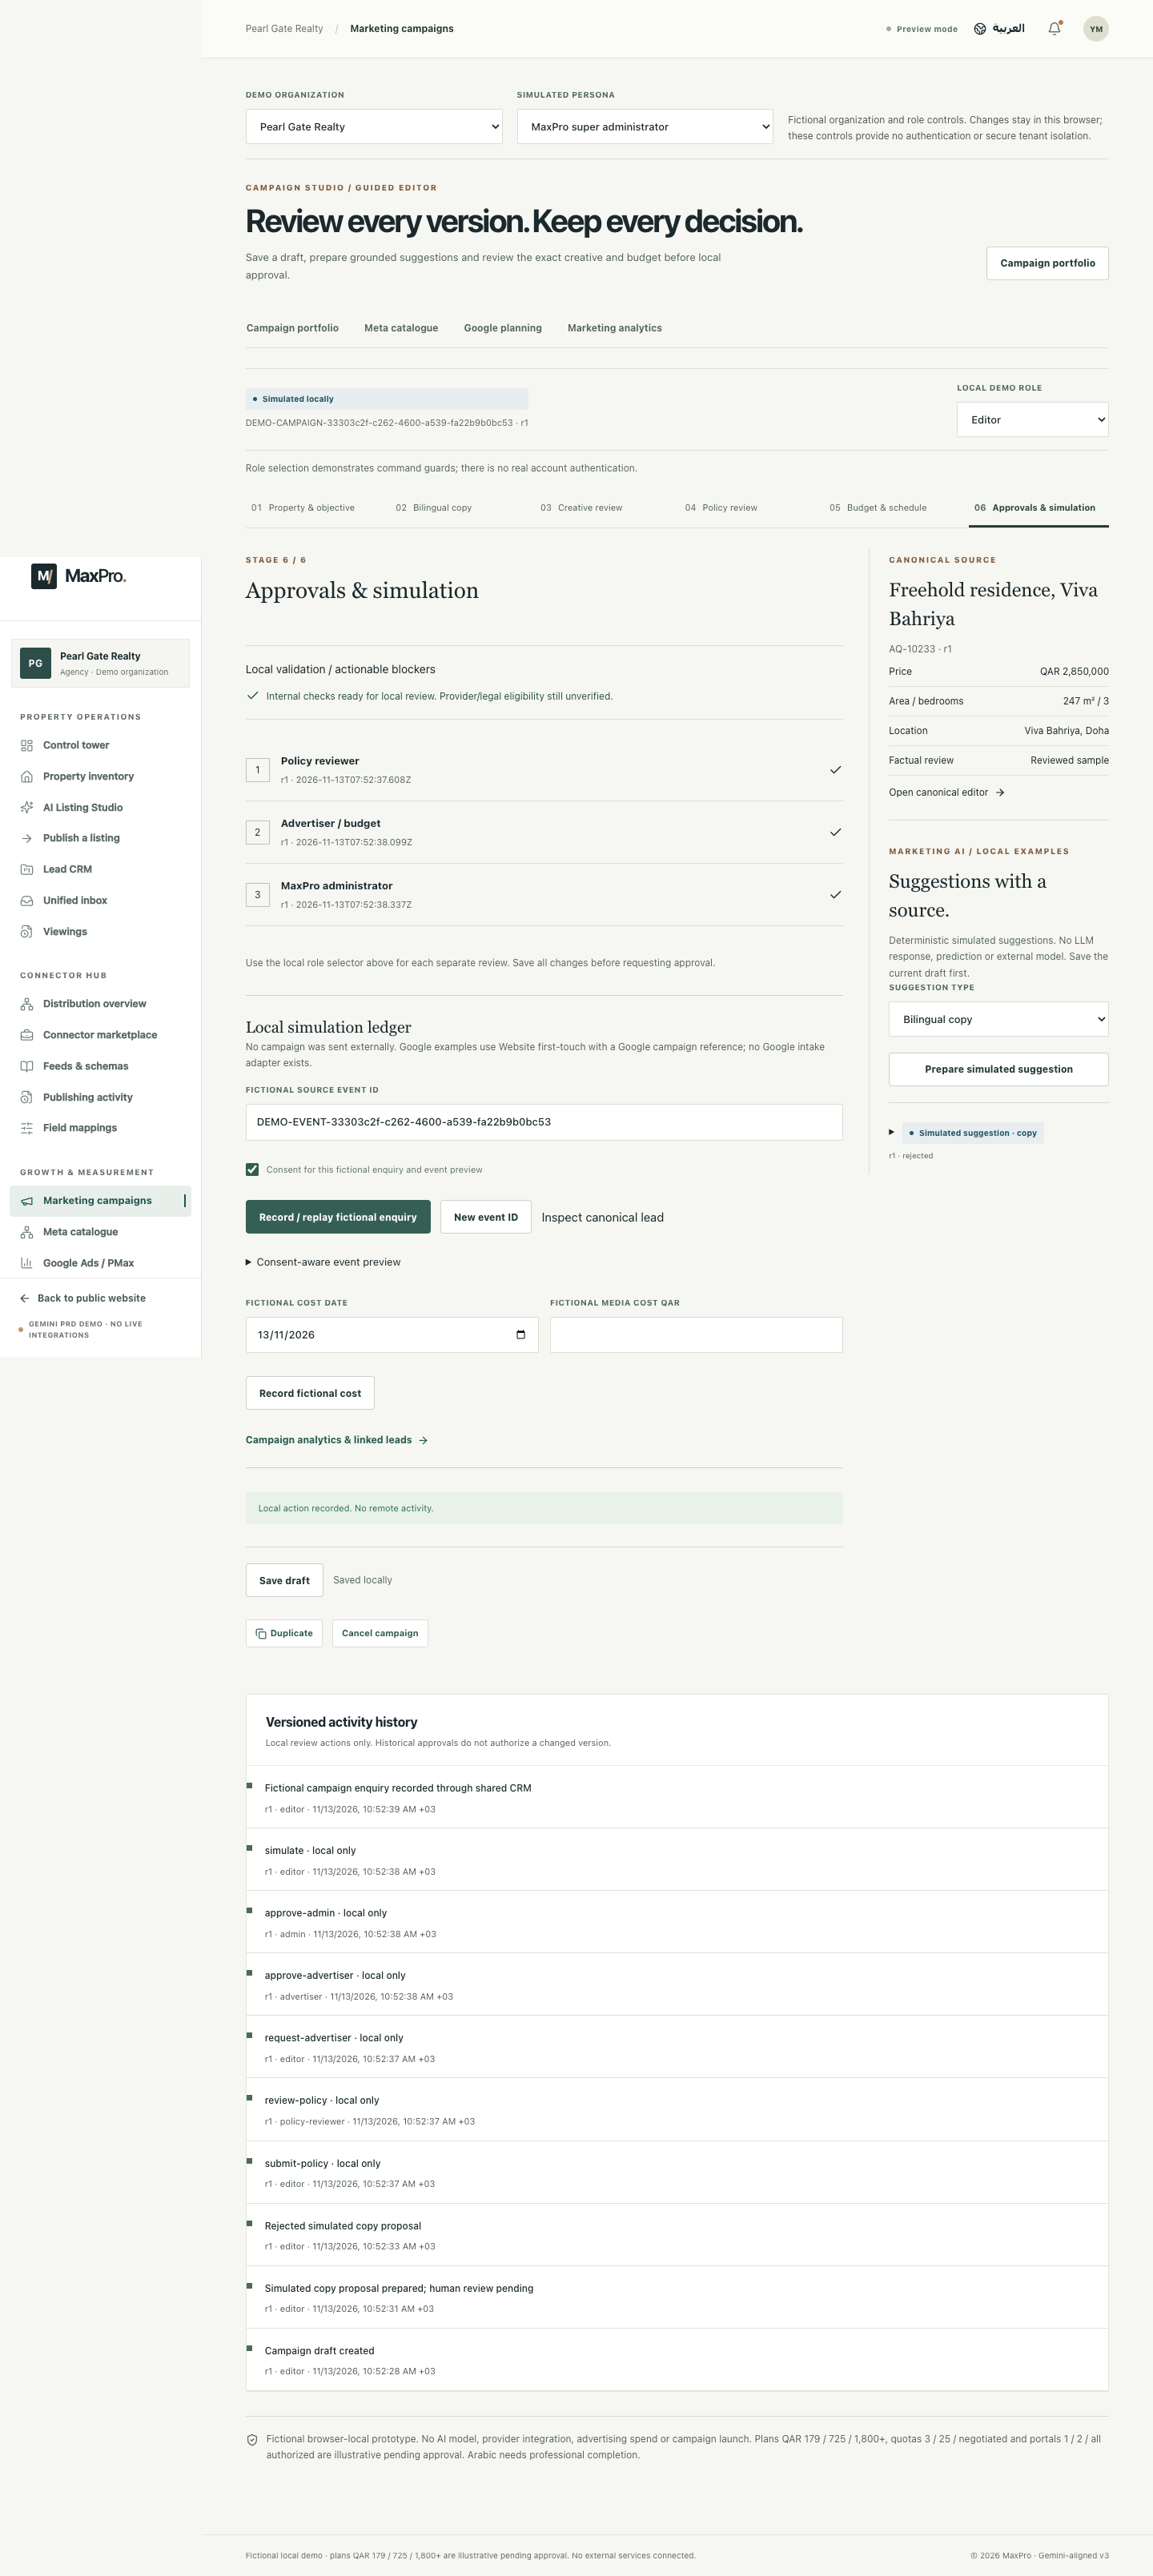 Pearl Gate Realty / Marketing campaigns
Preview mode
العربية
YM
DEMO ORGANIZATION
Pearl Gate Realty
SIMULATED PERSONA
MaxPro super administrator
Fictional organization and role controls. Changes stay in this browser;
these controls provide no authentication or secure tenant isolation.
CAMPAIGN STUDIO / GUIDED EDITOR
Review every version. Keep every decision.
Save a draft, prepare grounded suggestions and review the exact creative and budget before local
approval.
Campaign portfolio
Campaign portfolio
Meta catalogue
Google planning
Marketing analytics
Simulated locally
DEMO-CAMPAIGN-33303c2f-c262-4600-a539-fa22b9b0bc53 · r1
LOCAL DEMO ROLE
Editor
Role selection demonstrates command guards; there is no real account authentication.
01 Property & objective
02 Bilingual copy
03 Creative review
04 Policy review
05 Budget & schedule
06 Approvals & simulation
M/ MaxPro.
PG
Pearl Gate Realty
Agency · Demo organization
PROPERTY OPERATIONS
Control tower
Property inventory
AI Listing Studio
Publish a listing
Lead CRM
Unified inbox
Viewings
CONNECTOR HUB
Distribution overview
Connector marketplace
Feeds & schemas
Publishing activity
Field mappings
GROWTH & MEASUREMENT
Marketing campaigns
Meta catalogue
Google Ads / PMax
Back to public website
GEMINI PRD DEMO · NO LIVE
INTEGRATIONS
STAGE 6 / 6
Approvals & simulation
Local validation / actionable blockers
Internal checks ready for local review. Provider/legal eligibility still unverified.
1
Policy reviewer
r1 · 2026-11-13T07:52:37.608Z
2
Advertiser / budget
r1 · 2026-11-13T07:52:38.099Z
3
MaxPro administrator
r1 · 2026-11-13T07:52:38.337Z
Use the local role selector above for each separate review. Save all changes before requesting approval.
Local simulation ledger
No campaign was sent externally. Google examples use Website first-touch with a Google campaign reference; no Google intake
adapter exists.
FICTIONAL SOURCE EVENT ID
DEMO-EVENT-33303c2f-c262-4600-a539-fa22b9b0bc53
Consent for this fictional enquiry and event preview
Record / replay fictional enquiry
New event ID
Inspect canonical lead
Consent-aware event preview
FICTIONAL COST DATE
13/11/2026
FICTIONAL MEDIA COST QAR
Record fictional cost
Campaign analytics & linked leads
Local action recorded. No remote activity.
Save draft
Saved locally
Duplicate
Cancel campaign
CANONICAL SOURCE
Freehold residence, Viva
Bahriya
AQ-10233 · r1
Price QAR 2,850,000
Area / bedrooms 247 m² / 3
Location Viva Bahriya, Doha
Factual review Reviewed sample
Open canonical editor
MARKETING AI / LOCAL EXAMPLES
Suggestions with a
source.
Deterministic simulated suggestions. No LLM
response, prediction or external model. Save the
current draft first.
SUGGESTION TYPE
Bilingual copy
Prepare simulated suggestion
Simulated suggestion · copy
r1 · rejected
Versioned activity history
Local review actions only. Historical approvals do not authorize a changed version.
Fictional campaign enquiry recorded through shared CRM
r1 · editor · 11/13/2026, 10:52:39 AM +03
simulate · local only
r1 · editor · 11/13/2026, 10:52:38 AM +03
approve-admin · local only
r1 · admin · 11/13/2026, 10:52:38 AM +03
approve-advertiser · local only
r1 · advertiser · 11/13/2026, 10:52:38 AM +03
request-advertiser · local only
r1 · editor · 11/13/2026, 10:52:37 AM +03
review-policy · local only
r1 · policy-reviewer · 11/13/2026, 10:52:37 AM +03
submit-policy · local only
r1 · editor · 11/13/2026, 10:52:37 AM +03
Rejected simulated copy proposal
r1 · editor · 11/13/2026, 10:52:33 AM +03
Simulated copy proposal prepared; human review pending
r1 · editor · 11/13/2026, 10:52:31 AM +03
Campaign draft created
r1 · editor · 11/13/2026, 10:52:28 AM +03
Fictional browser-local prototype. No AI model, provider integration, advertising spend or campaign launch. Plans QAR 179 / 725 / 1,800+, quotas 3 / 25 / negotiated and portals 1 / 2 / all
authorized are illustrative pending approval. Arabic needs professional completion.
Fictional local demo · plans QAR 179 / 725 / 1,800+ are illustrative pending approval. No external services connected.
© 2026 MaxPro · Gemini-aligned v3